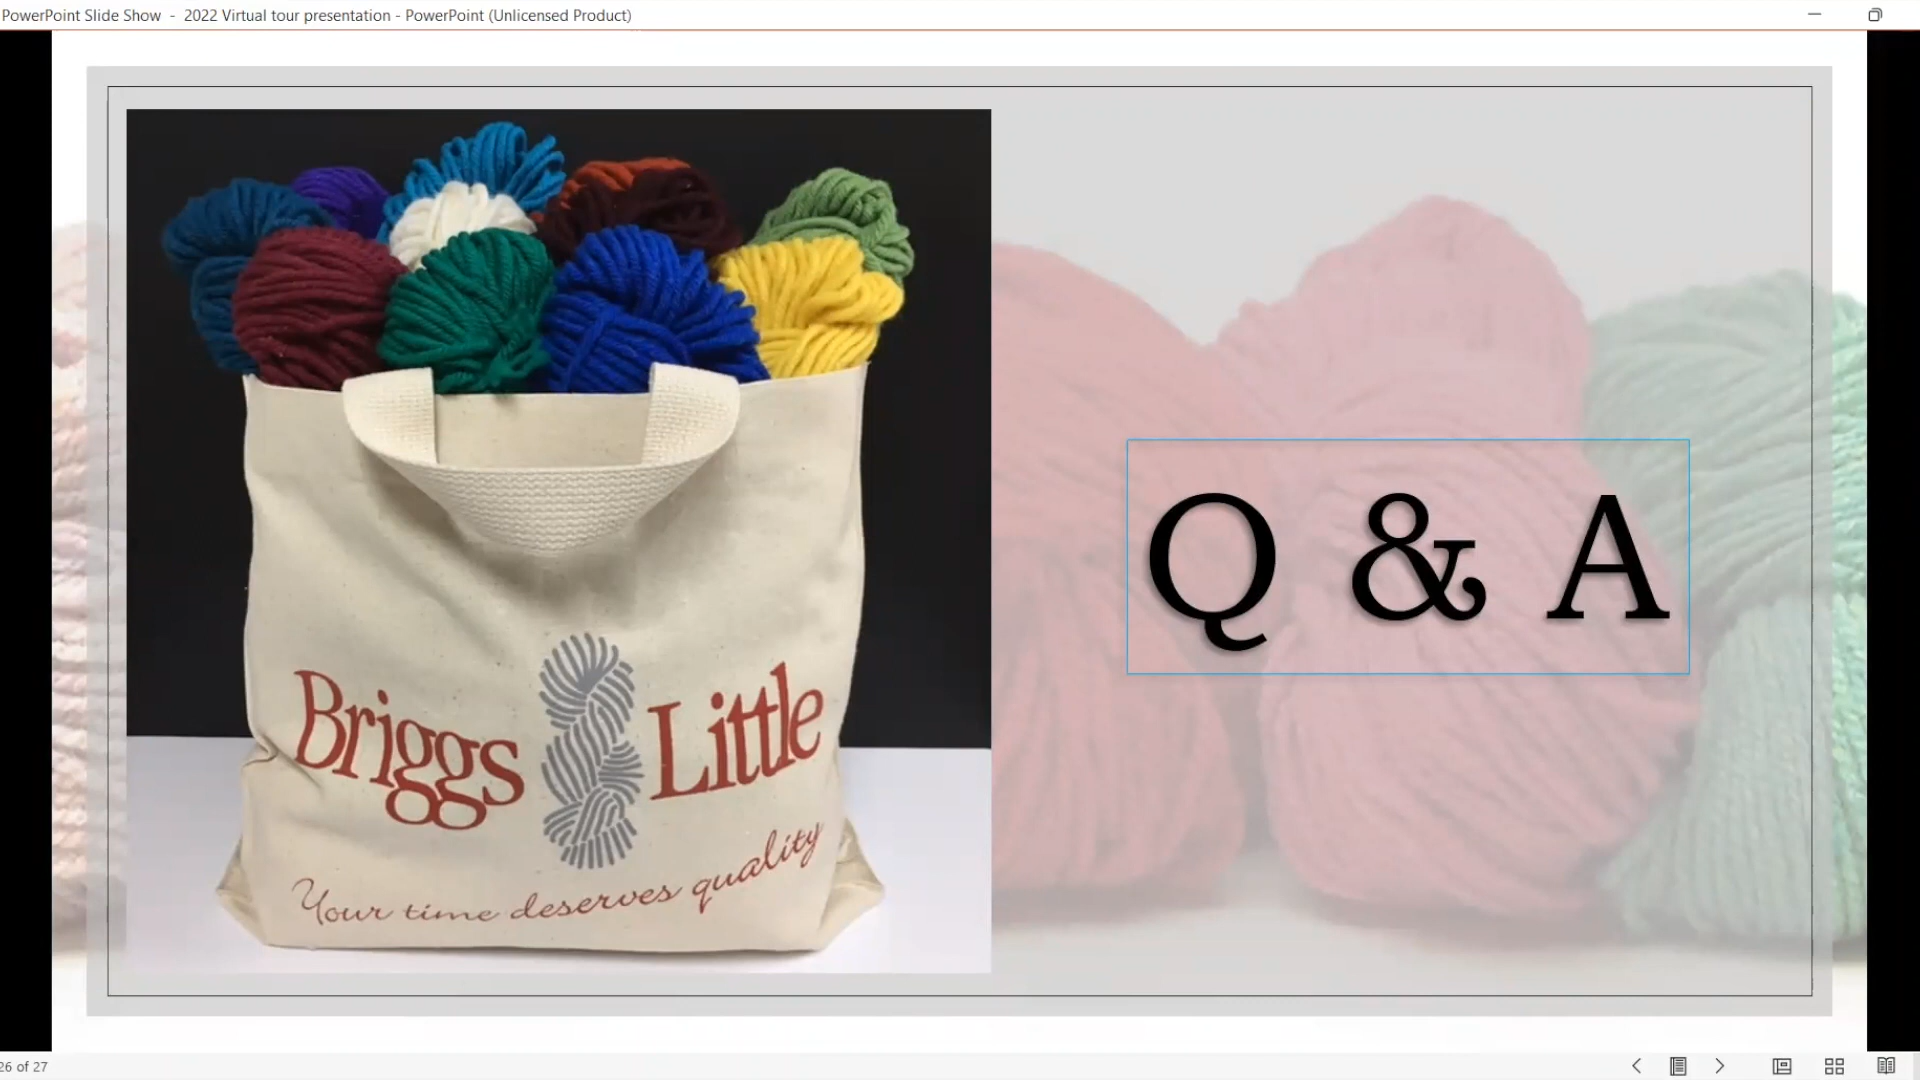 PowerPoint Slide Show - 2022 Virtual tour presentation - PowerPoint (Unlicensed Product)
Briggs Little
Your time deserves quality
Q & A
26 of 27